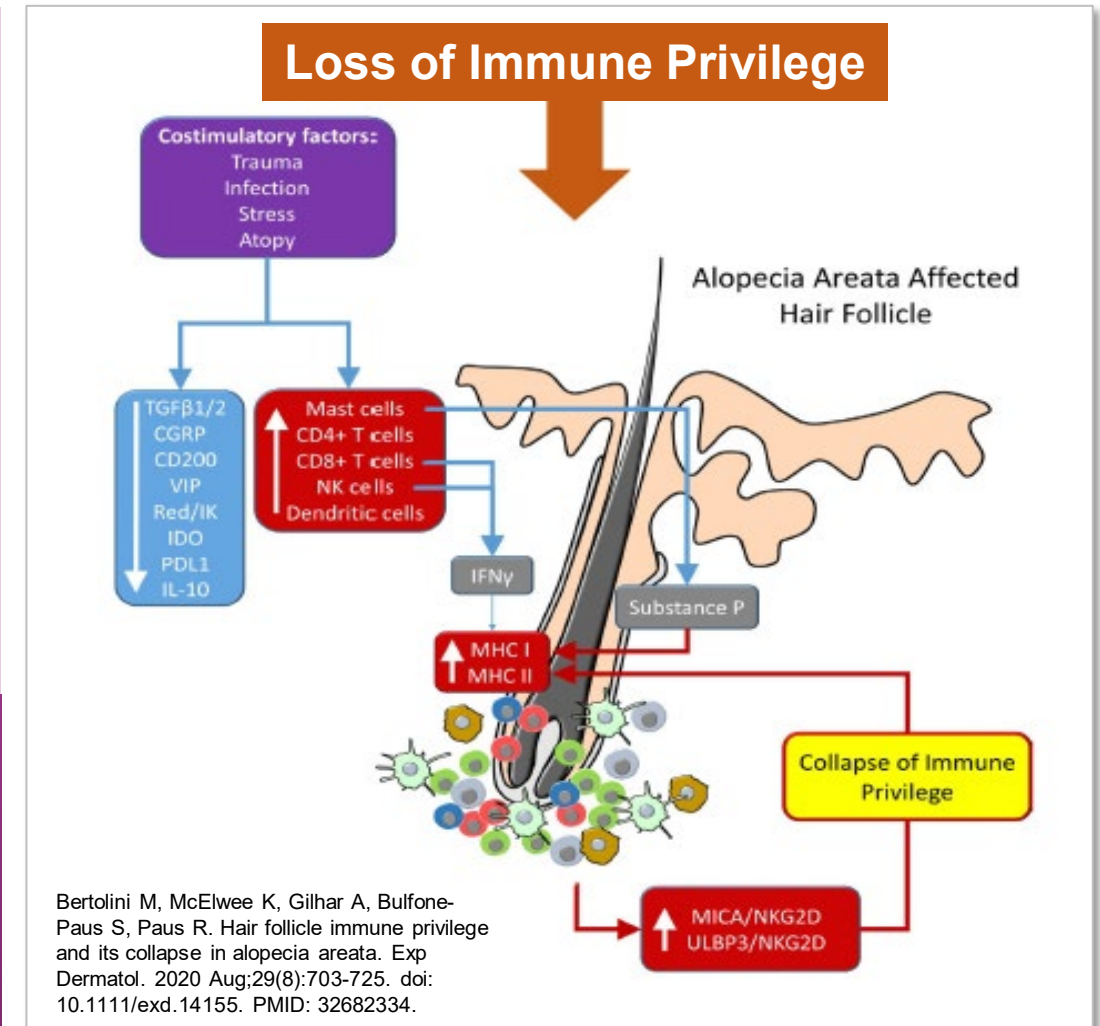 Loss of Immune Privilege
Costimulatory factors:
Trauma
Infection
Stress
Atopy
Alopecia Areata Affected
Hair Follicle
TGFβ1/2
CGRP
CD200
VIP
Red/IK
IDO
PDL1
IL-10
Mast cells
CD4+ T cells
CD8+ T cells
NK cells
Dendritic cells
IFNγ
Substance P
MHC I
MHC II
Collapse of Immune
Privilege
MICA/NKG2D
ULBP3/NKG2D
Bertolini M, McElwee K, Gilhar A, Bulfone-
Paus S, Paus R. Hair follicle immune privilege
and its collapse in alopecia areata. Exp
Dermatol. 2020 Aug;29(8):703-725. doi:
10.1111/exd.14155. PMID: 32682334.